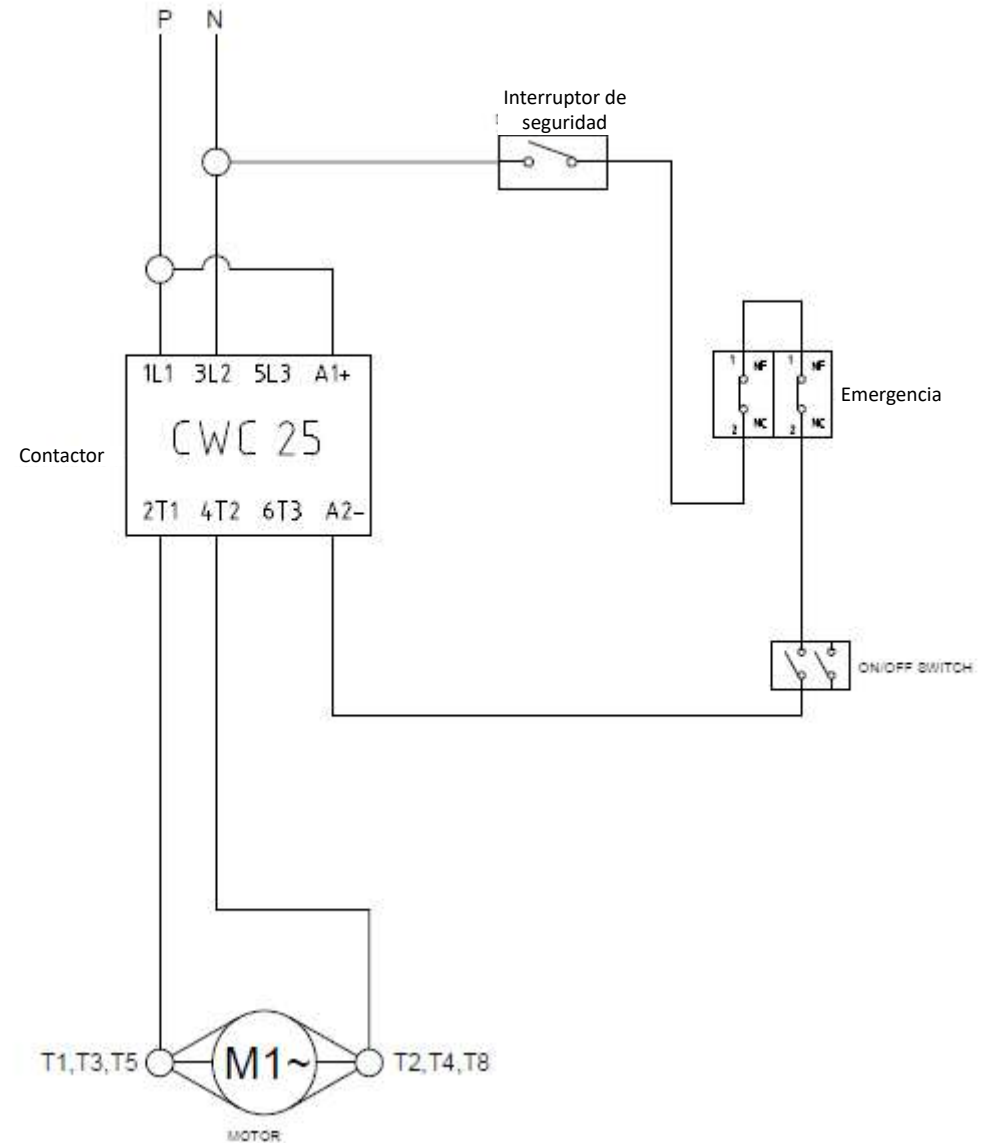 P N
Interruptor de
seguridad
1L1 3L2 5L3 A1+
CWC 25
Contactor
2T1 4T2 6T3 A2-
1 NF 1 NF
Emergencia
2 NC 2 NC
ON/OFF SWITCH
T1,T3,T5
M1~
T2,T4,T8
MOTOR